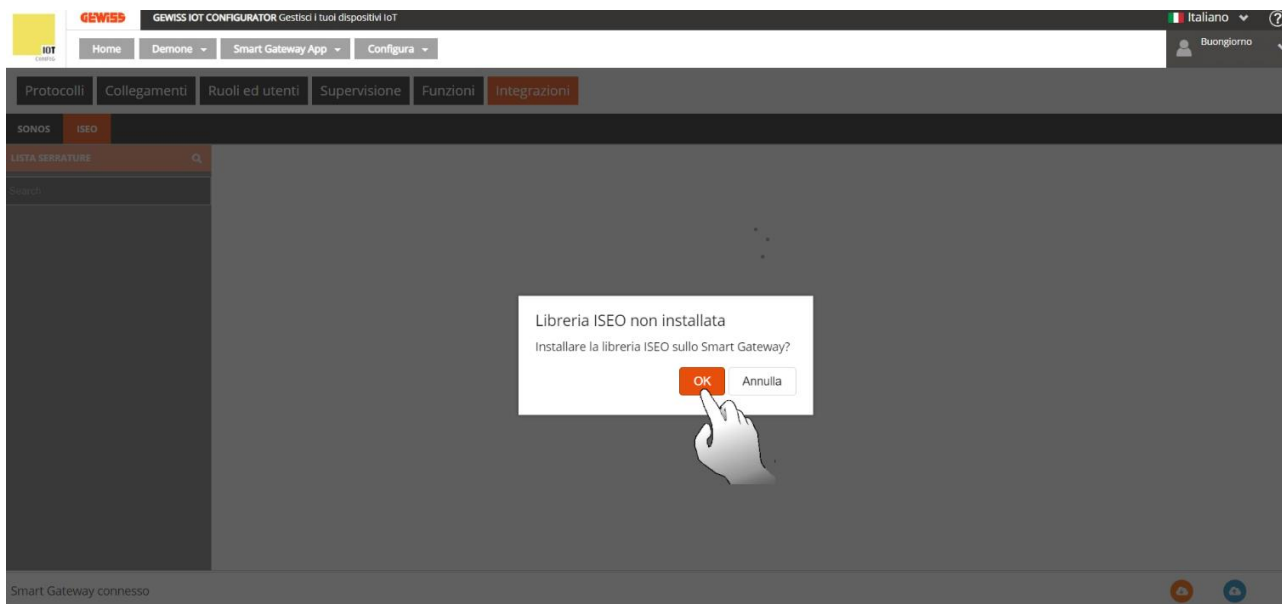 GEWISS GEWISS IOT CONFIGURATOR Gestisci i tuoi dispositivi IoT Italiano ?
IOT
CONFIG
Home Demone Smart Gateway App Configura Buongiorno
Protocolli Collegamenti Ruoli ed utenti Supervisione Funzioni Integrazioni
SONOS ISEO
LISTA SERRATURE
Search
Libreria ISEO non installata
Installare la libreria ISEO sullo Smart Gateway?
OK Annulla
Smart Gateway connesso